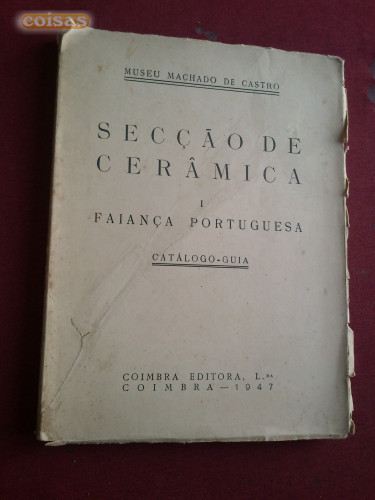 coisas
MUSEU MACHADO DE CASTRO
SECÇÃO DE
CERÂMICA
I
FAIANÇA PORTUGUESA
CATÁLOGO-GUIA
COIMBRA EDITORA, L.DA
COIMBRA — 1947